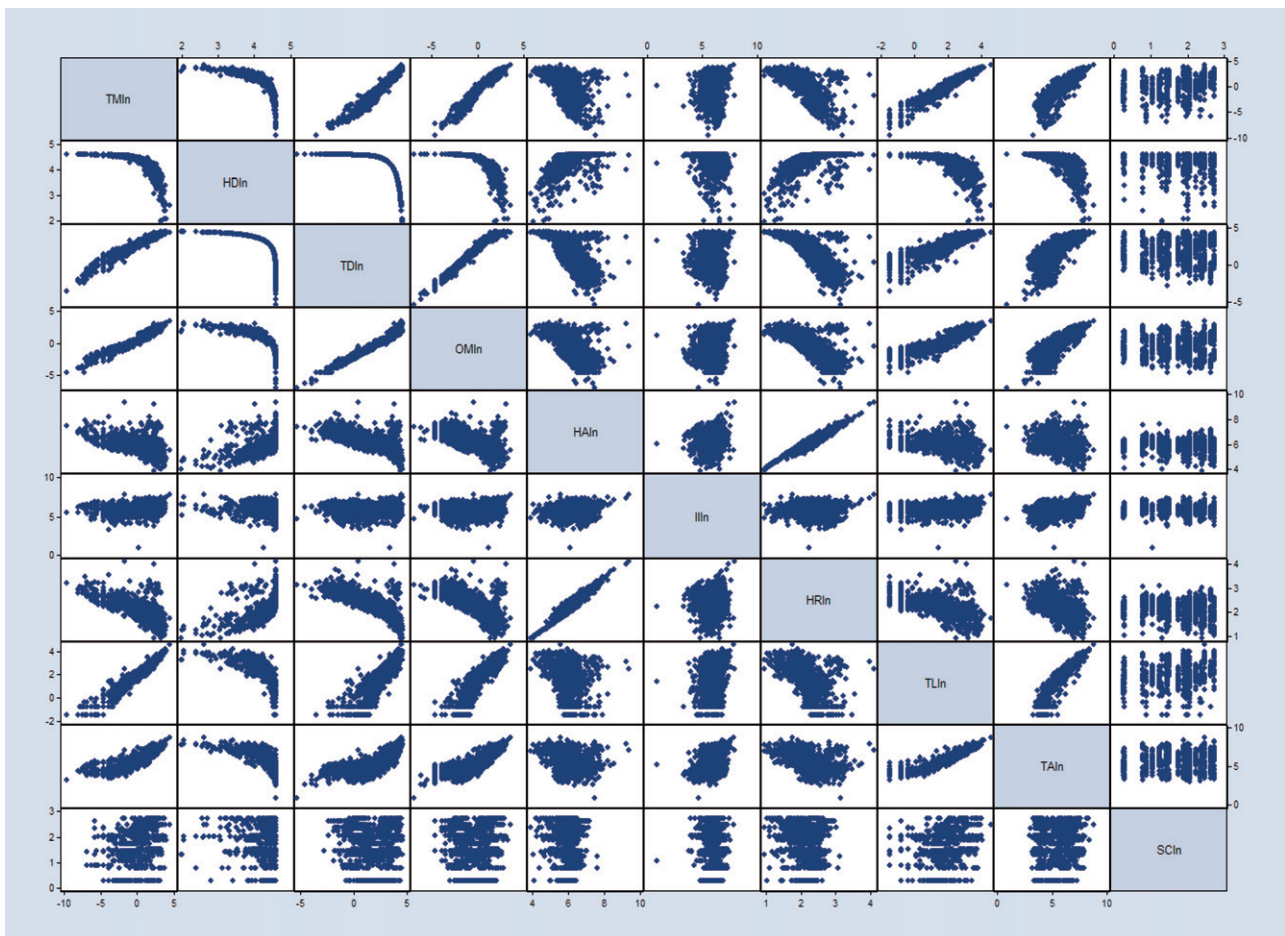 2 3 4 5 -5 0 5 0 5 10 -2 0 2 4 0 1 2 3
TMln 5 0 -5 -10
5 4 3 2 HDln
TDln 5 0 -5
5 0 -5 OMln
HAln 10 8 6 4
10 5 0 IIln
HRln 4 3 2 1
4 2 0 -2 TLln
TAln 10 5 0
3 2 1 0 SCln
-10 -5 0 5 -5 0 5 4 6 8 10 1 2 3 4 0 5 10